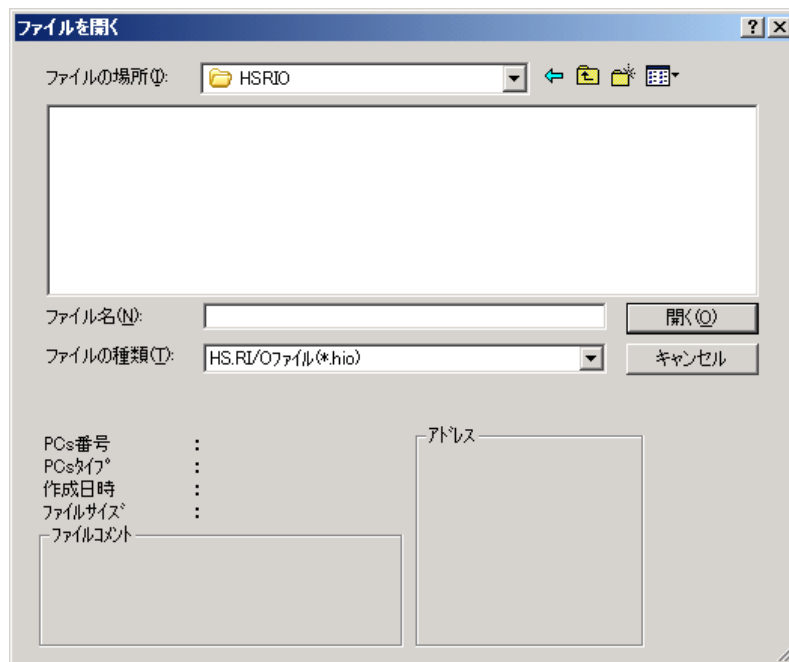 ファイルを開く
ファイルの場所(I):
HSRIO
ファイル名(N):
開く(O)
ファイルの種類(T):
HS.RI/Oファイル(*.hio)
キャンセル
PCs番号 :
PCsﾀｲﾌﾟ :
作成日時 :
ﾌｧｲﾙｻｲｽﾞ :
ﾌｧｲﾙｺﾒﾝﾄ
ｱﾄﾞﾚｽ